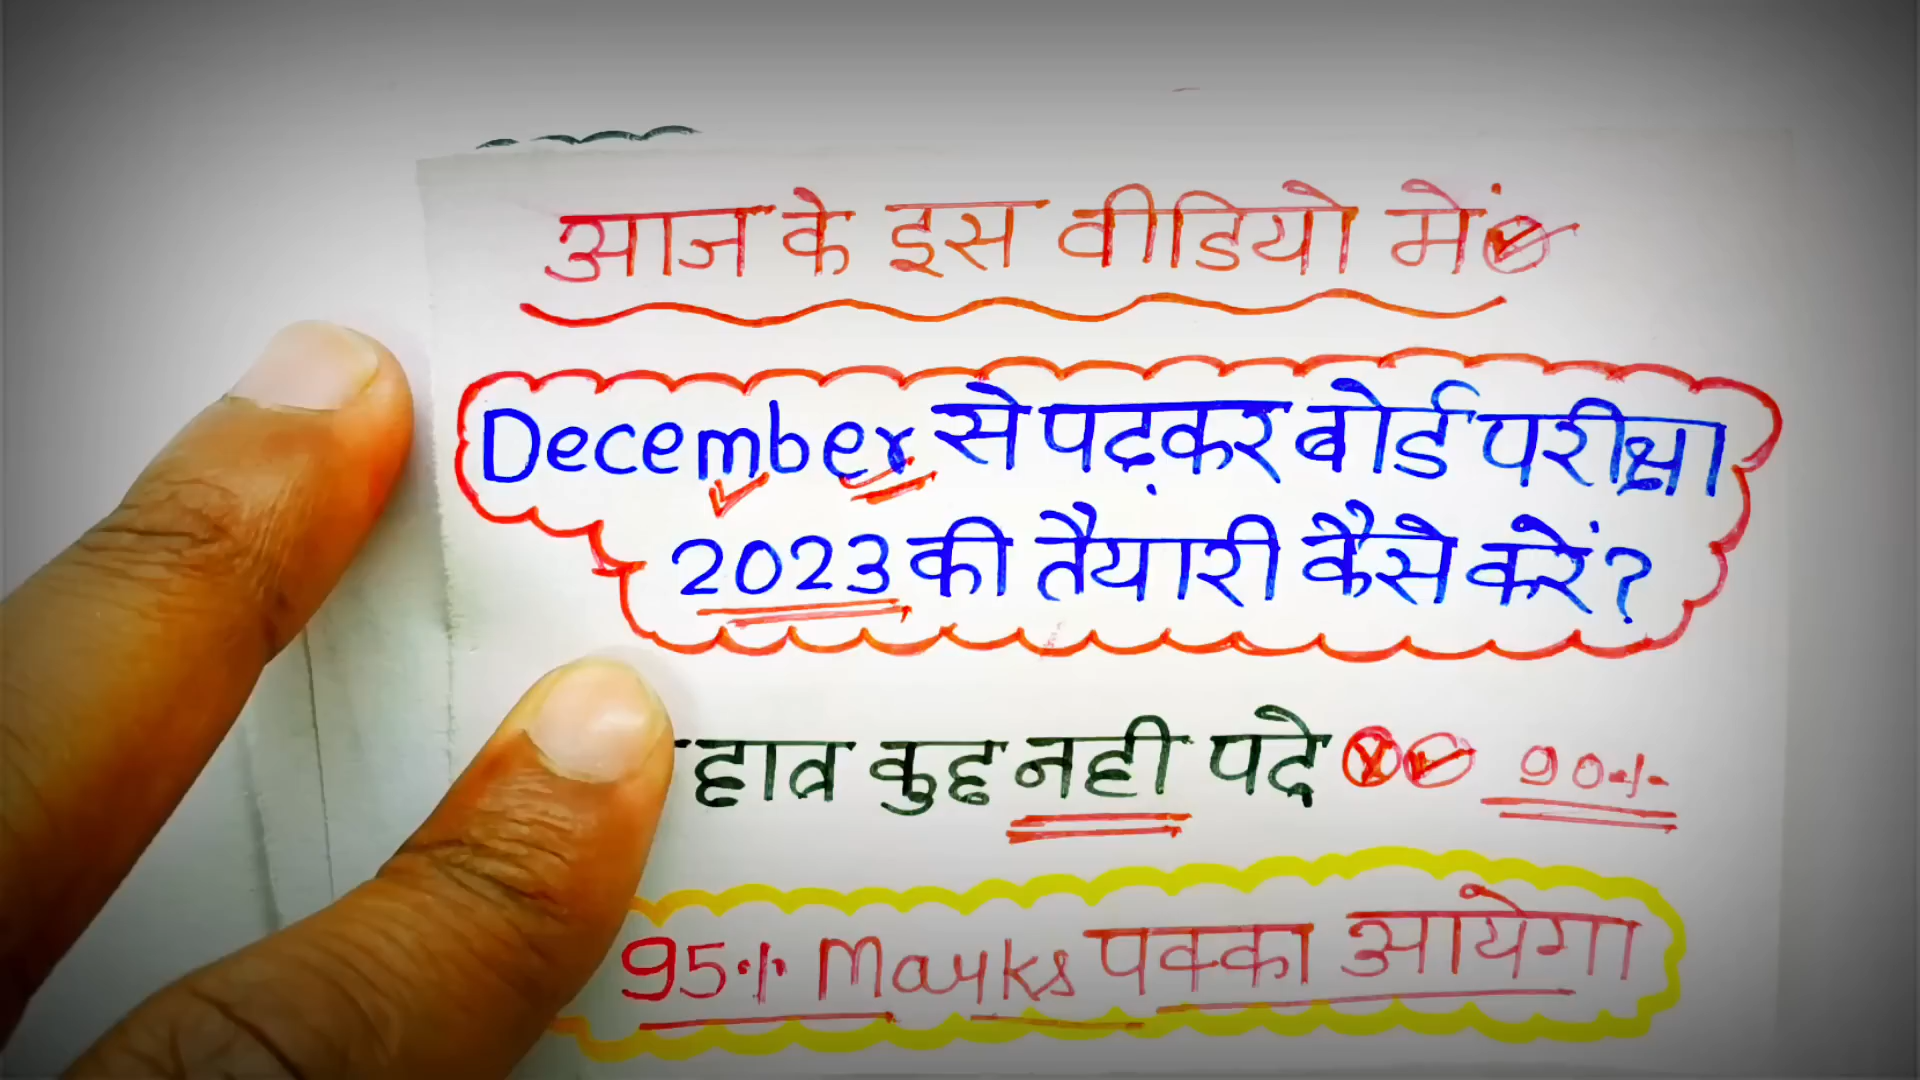 आज के इस वीडियो में
December से पढ़कर बोर्ड परीक्षा
2023 की तैयारी कैसे करें?
छात्र कुछ नही पढे 90%
95% Marks पक्का आयेगा